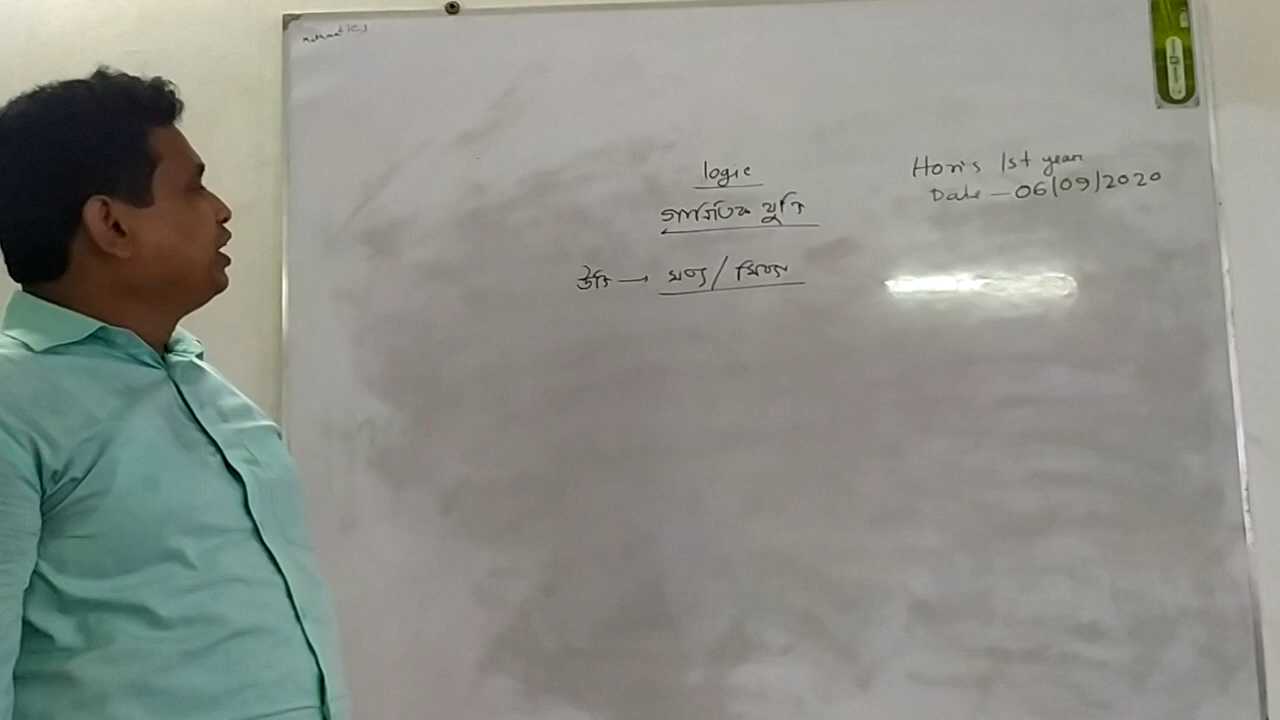 logic
Hon's 1st year
Date — 06/09/2020
গাণিতিক যুক্তি
উক্তি → সত্য / মিথ্যা